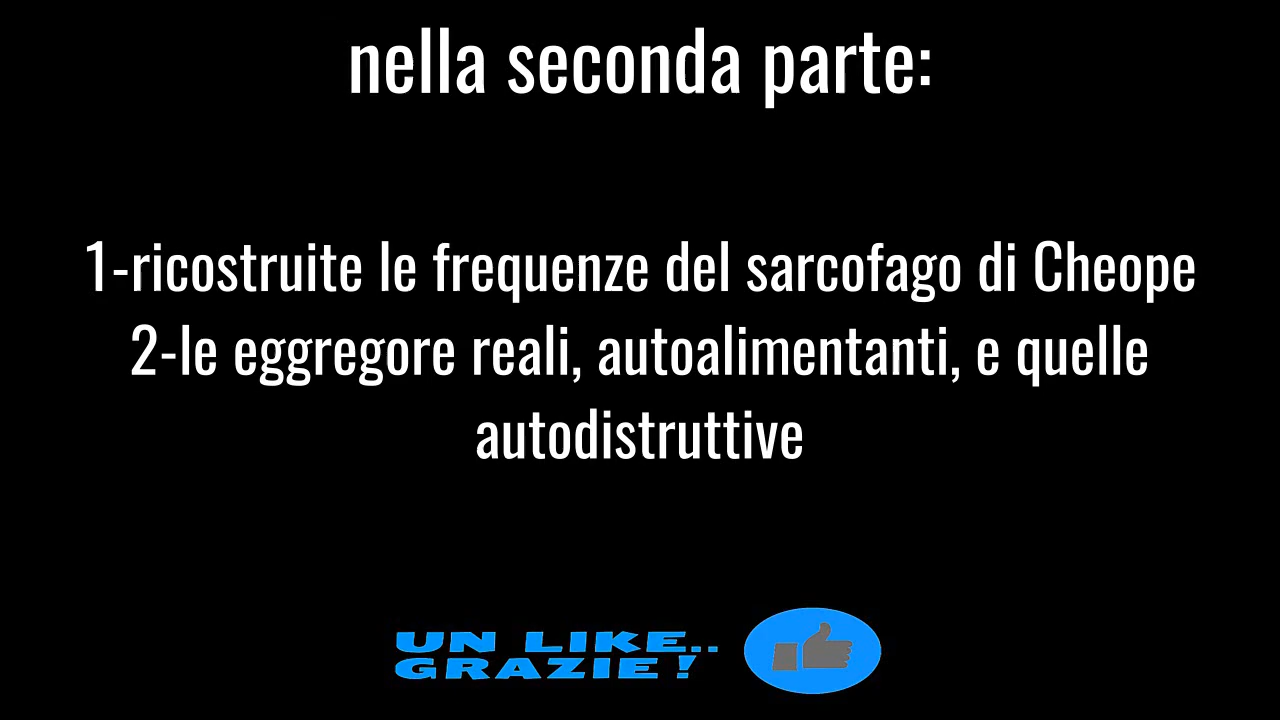 nella seconda parte:
1-ricostruite le frequenze del sarcofago di Cheope
2-le eggregore reali, autoalimentanti, e quelle
autodistruttive
UN LIKE..
GRAZIE!